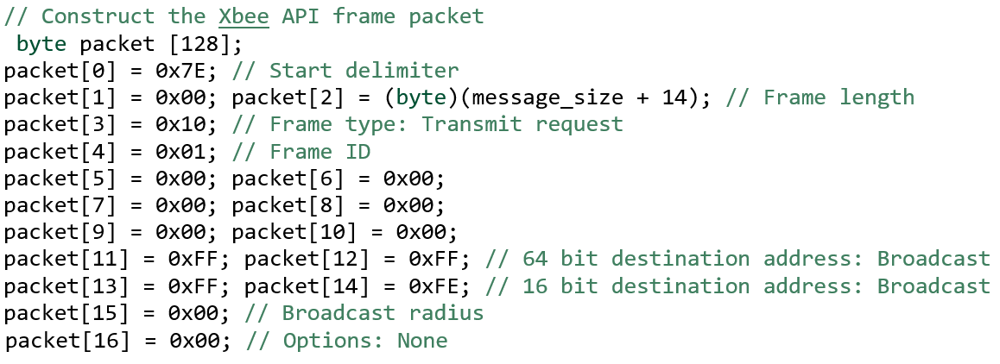 // Construct the Xbee API frame packet
byte packet [128];
packet[0] = 0x7E; // Start delimiter
packet[1] = 0x00; packet[2] = (byte)(message_size + 14); // Frame length
packet[3] = 0x10; // Frame type: Transmit request
packet[4] = 0x01; // Frame ID
packet[5] = 0x00; packet[6] = 0x00;
packet[7] = 0x00; packet[8] = 0x00;
packet[9] = 0x00; packet[10] = 0x00;
packet[11] = 0xFF; packet[12] = 0xFF; // 64 bit destination address: Broadcast
packet[13] = 0xFF; packet[14] = 0xFE; // 16 bit destination address: Broadcast
packet[15] = 0x00; // Broadcast radius
packet[16] = 0x00; // Options: None